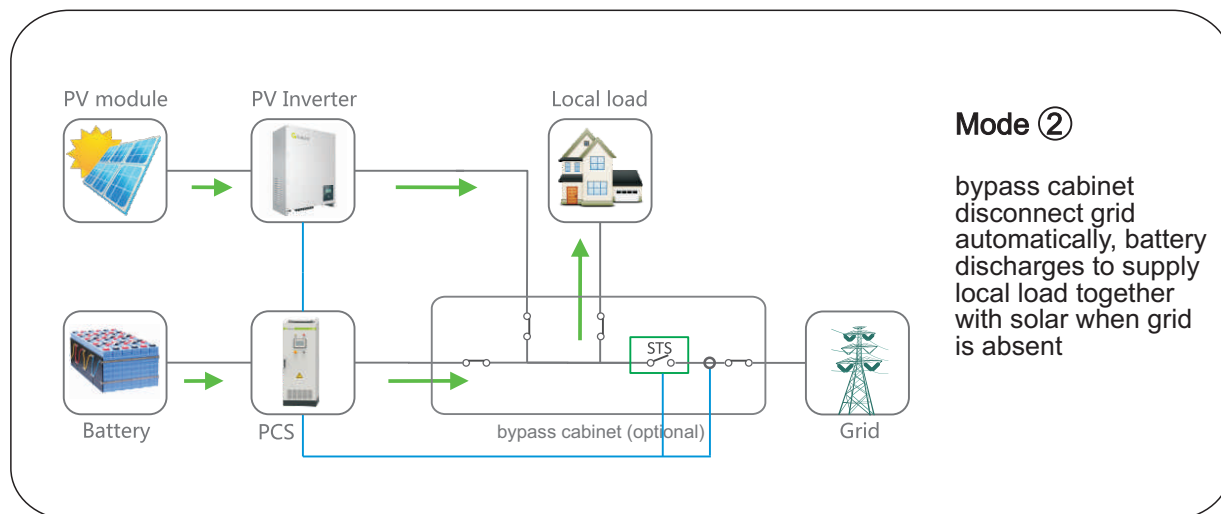 PV module
PV Inverter
Local load
Mode ②
bypass cabinet
disconnect grid
automatically, battery
discharges to supply
local load together
with solar when grid
is absent
STS
Battery
PCS
bypass cabinet (optional)
Grid